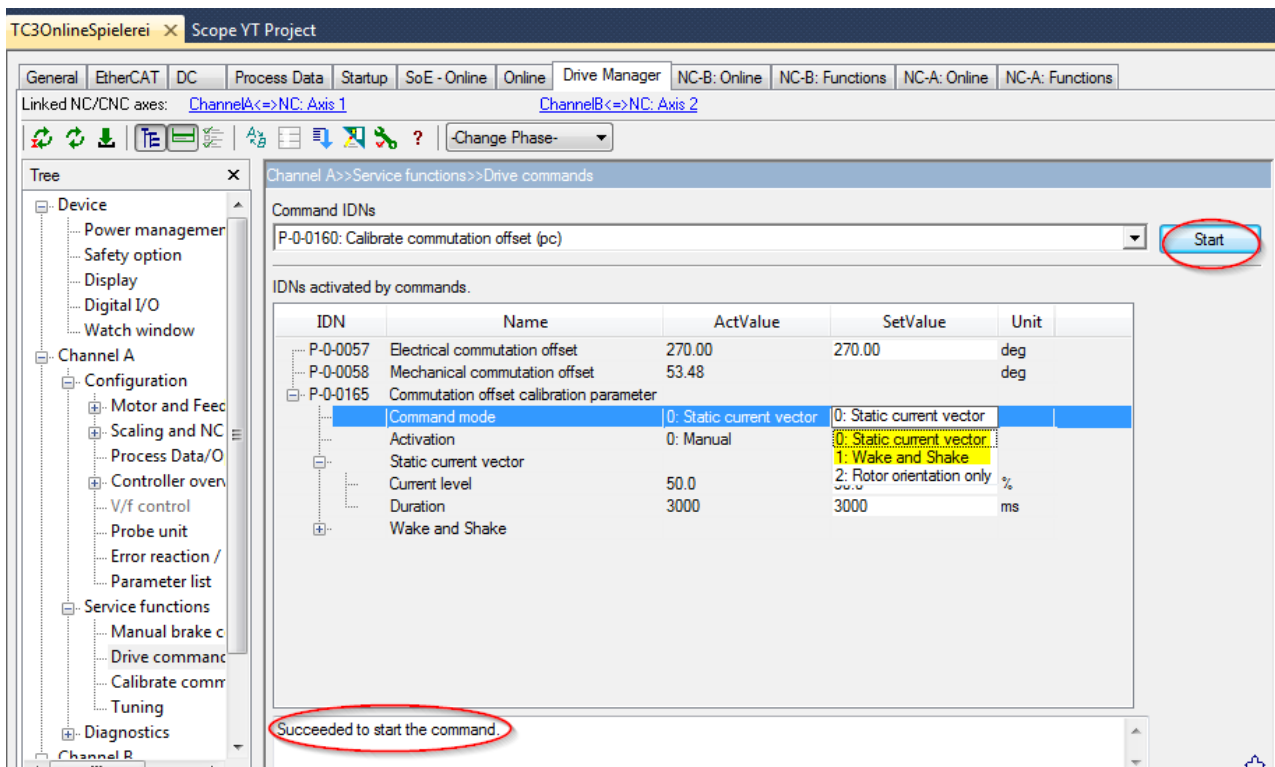 TC3OnlineSpielerei Scope YT Project
General EtherCAT DC Process Data Startup SoE - Online Online Drive Manager NC-B: Online NC-B: Functions NC-A: Online NC-A: Functions
Linked NC/CNC axes: ChannelA<=>NC: Axis 1 ChannelB<=>NC: Axis 2
? -Change Phase-
Tree
Device
Power managemen
Safety option
Display
Digital I/O
Watch window
Channel A
Configuration
Motor and Feed
Scaling and NC
Process Data/O
Controller over
V/f control
Probe unit
Error reaction /
Parameter list
Service functions
Manual brake c
Drive command
Calibrate comm
Tuning
Diagnostics
Channel B
Channel A>>Service functions>>Drive commands
Command IDNs
P-0-0160: Calibrate commutation offset (pc) Start
IDNs activated by commands.
IDN Name ActValue SetValue Unit
P-0-0057 Electrical commutation offset 270.00 270.00 deg
P-0-0058 Mechanical commutation offset 53.48 deg
P-0-0165 Commutation offset calibration parameter
Command mode 0: Static current vector 0: Static current vector
Activation 0: Manual 0: Static current vector
1: Wake and Shake
Static current vector
2: Rotor orientation only
Current level 50.0 %
Duration 3000 3000 ms
Wake and Shake
Succeeded to start the command.